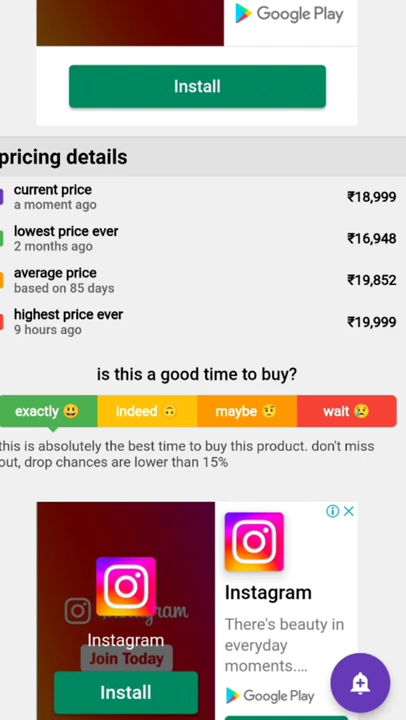 Google Play
Install
pricing details
current price
a moment ago
₹18,999
lowest price ever
2 months ago
₹16,948
average price
based on 85 days
₹19,852
highest price ever
9 hours ago
₹19,999
is this a good time to buy?
exactly 😃 indeed 🙃 maybe 🤨 wait 😢
this is absolutely the best time to buy this product. don't miss
out, drop chances are lower than 15%
Instagram
Join Today
Install
Instagram
There's beauty in
everyday
moments....
Google Play